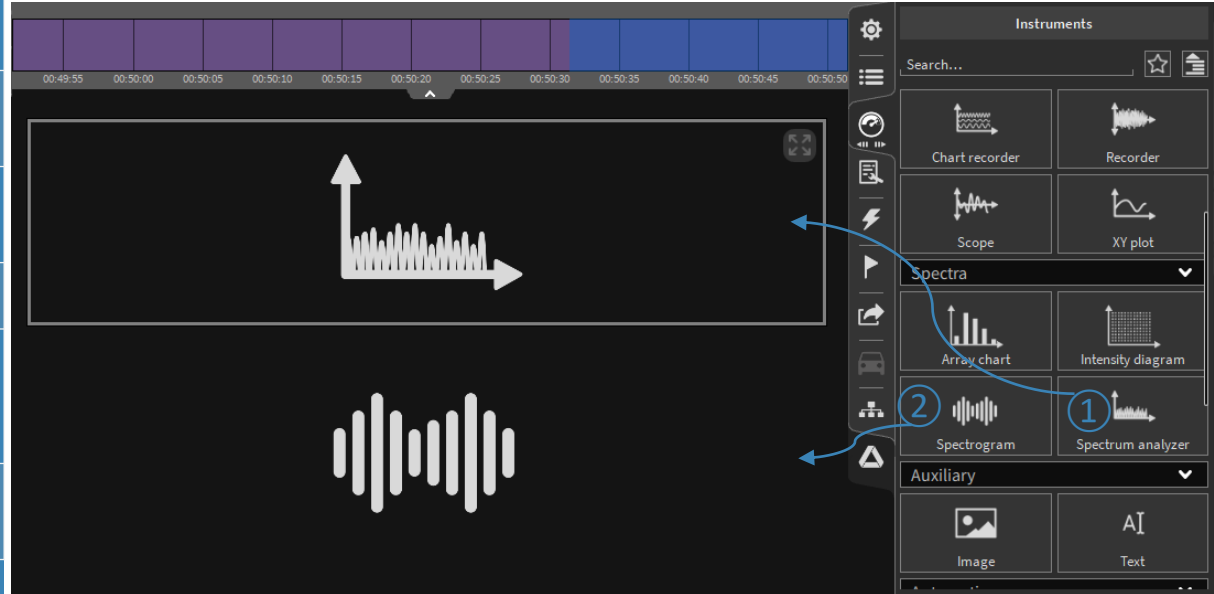 Instruments
Search...
00:49:55 00:50:00 00:50:05 00:50:10 00:50:15 00:50:20 00:50:25 00:50:30 00:50:35 00:50:40 00:50:45 00:50:50
Chart recorder Recorder
Scope XY plot
Spectra
Array chart Intensity diagram
2 1
Spectrogram Spectrum analyzer
Auxiliary
AI
Image Text